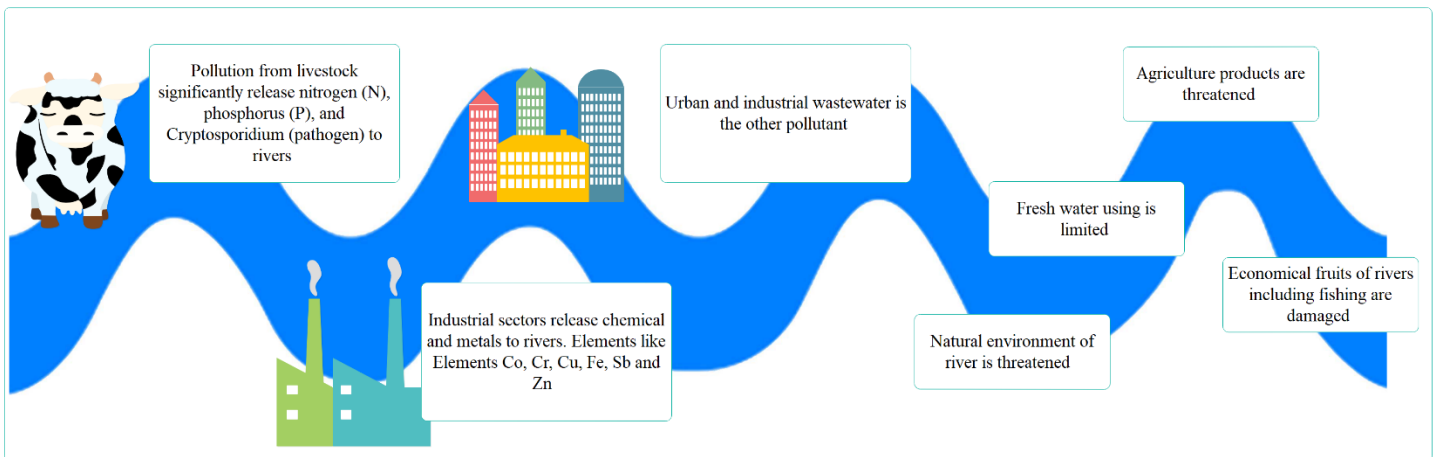 Pollution from livestock
significantly release nitrogen (N),
phosphorus (P), and
Cryptosporidium (pathogen) to
rivers
Industrial sectors release chemical
and metals to rivers. Elements like
Elements Co, Cr, Cu, Fe, Sb and
Zn
Urban and industrial wastewater is
the other pollutant
Agriculture products are
threatened
Fresh water using is
limited
Natural environment of
river is threatened
Economical fruits of rivers
including fishing are
damaged